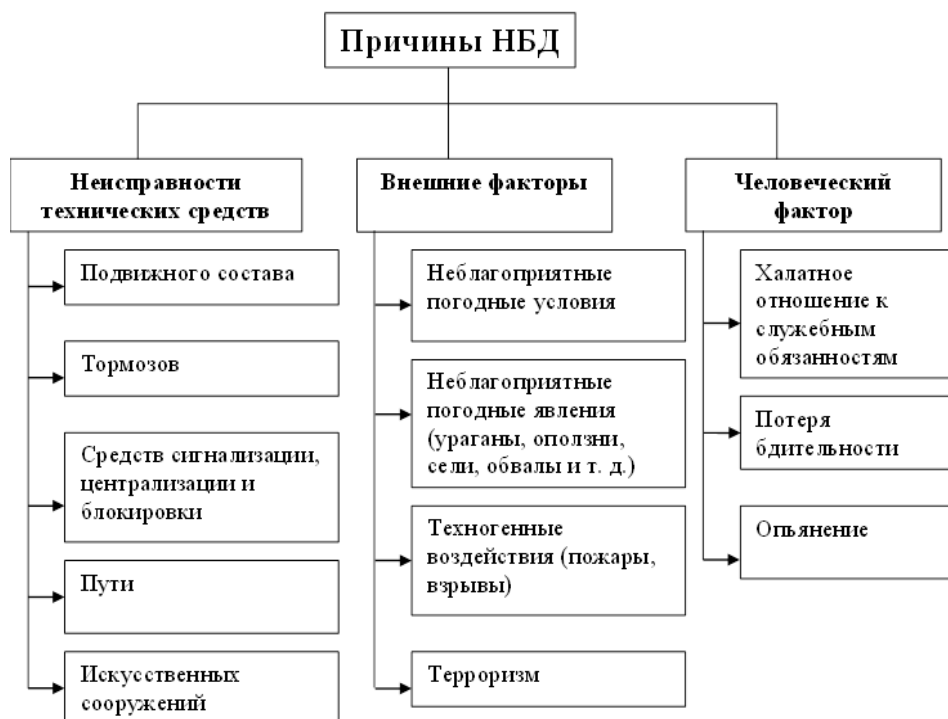 Причины НБД
Неисправности
технических средств
Подвижного состава
Тормозов
Средств сигнализации,
централизации и
блокировки
Пути
Искусственных
сооружений
Внешние факторы
Неблагоприятные
погодные условия
Неблагоприятные
погодные явления
(ураганы, оползни,
сели, обвалы и т. д.)
Техногенные
воздействия (пожары,
взрывы)
Терроризм
Человеческий
фактор
Халатное
отношение к
служебным
обязанностям
Потеря
бдительности
Опьянение